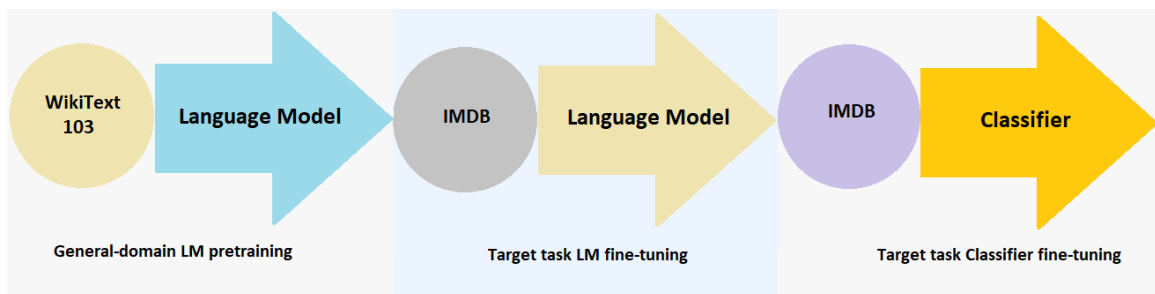 WikiText
103
Language Model
IMDB
Language Model
IMDB
Classifier
General-domain LM pretraining
Target task LM fine-tuning
Target task Classifier fine-tuning